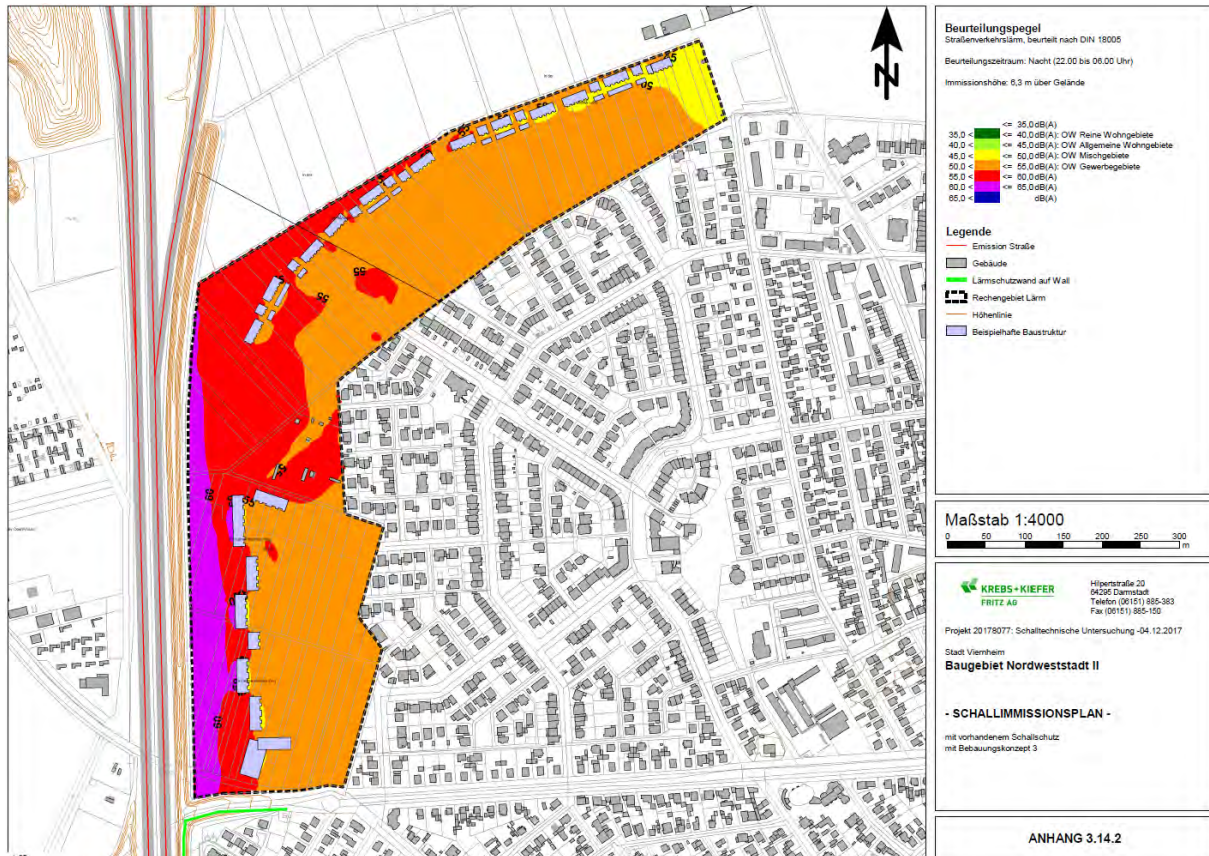 Beurteilungspegel
Straßenverkehrslärm, beurteilt nach DIN 18005
Beurteilungszeitraum: Nacht (22.00 bis 06.00 Uhr)
Immissionshöhe: 6,3 m über Gelände
<= 35,0 dB(A)
35,0 < <= 40,0 dB(A): OW Reine Wohngebiete
40,0 < <= 45,0 dB(A): OW Allgemeine Wohngebiete
45,0 < <= 50,0 dB(A): OW Mischgebiete
50,0 < <= 55,0 dB(A): OW Gewerbegebiete
55,0 < <= 60,0 dB(A)
60,0 < <= 65,0 dB(A)
65,0 < dB(A)
Legende
Emission Straße
Gebäude
Lärmschutzwand auf Wall
Rechengebiet Lärm
Höhenlinie
Beispielhafte Baustruktur
Maßstab 1:4000
0 50 100 150 200 250 300
m
KREBS+KIEFER
FRITZ AG
Hilpertstraße 20
64295 Darmstadt
Telefon (06151) 885-383
Fax (06151) 885-150
Projekt 20178077: Schalltechnische Untersuchung -04.12.2017
Stadt Viernheim
Baugebiet Nordweststadt II
- SCHALLIMMISSIONSPLAN -
mit vorhandenem Schallschutz
mit Bebauungskonzept 3
ANHANG 3.14.2
N
50
55
55
60
60